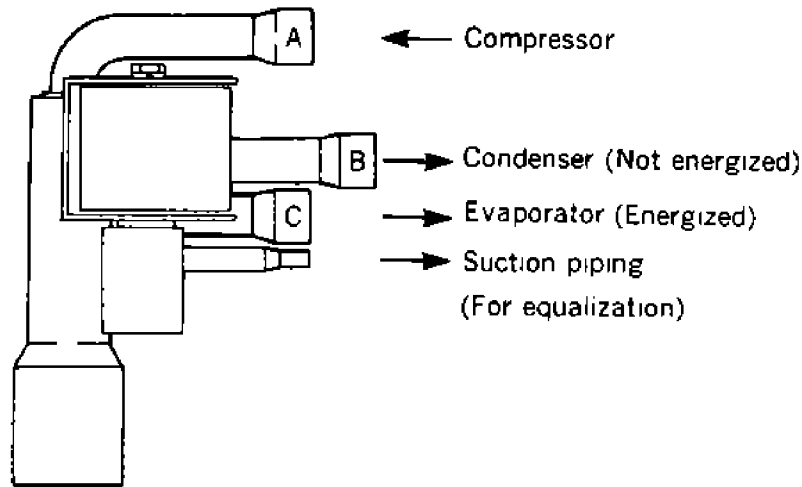 A
Compressor
B
Condenser (Not energized)
C
Evaporator (Energized)
Suction piping
(For equalization)